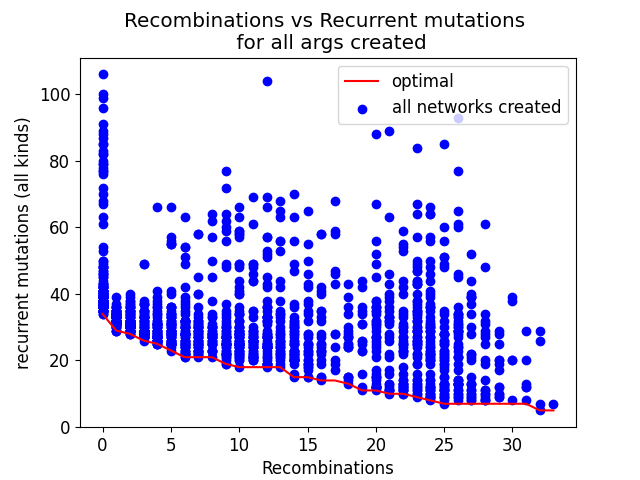 Recombinations vs Recurrent mutations
for all args created
optimal
all networks created
recurrent mutations (all kinds)
100
80
60
40
20
0
0 5 10 15 20 25 30
Recombinations